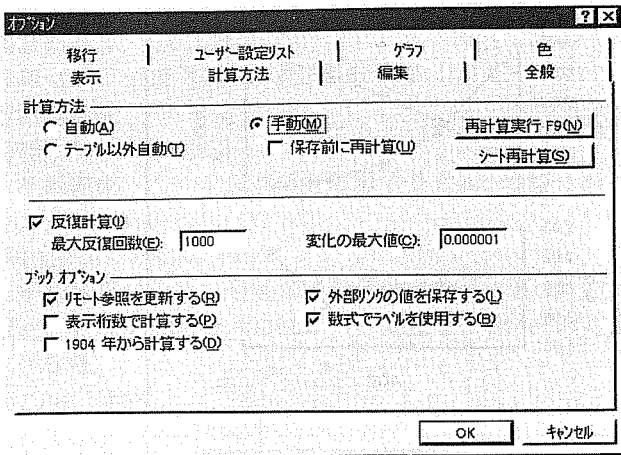 オプション
移行 ユーザー設定リスト グラフ 色
表示 計算方法 編集 全般
計算方法
自動(A) 手動(M) 再計算実行 F9(N)
テーブル以外自動(T) 保存前に再計算(U) シート再計算(S)
反復計算(I)
最大反復回数(E): 1000 変化の最大値(C): 0.000001
ブック オプション
リモート参照を更新する(R) 外部リンクの値を保存する(L)
表示桁数で計算する(P) 数式でラベルを使用する(B)
1904 年から計算する(D)
OK キャンセル